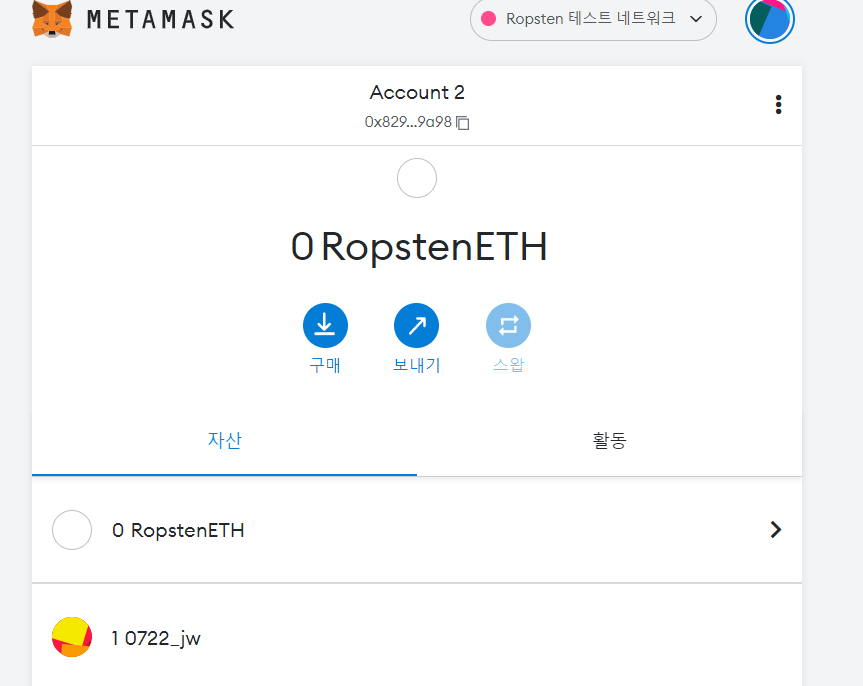 METAMASK
Ropsten 테스트 네트워크
Account 2
0x829...9a98
0 RopstenETH
구매
보내기
스왑
자산
활동
0 RopstenETH
1 0722_jw